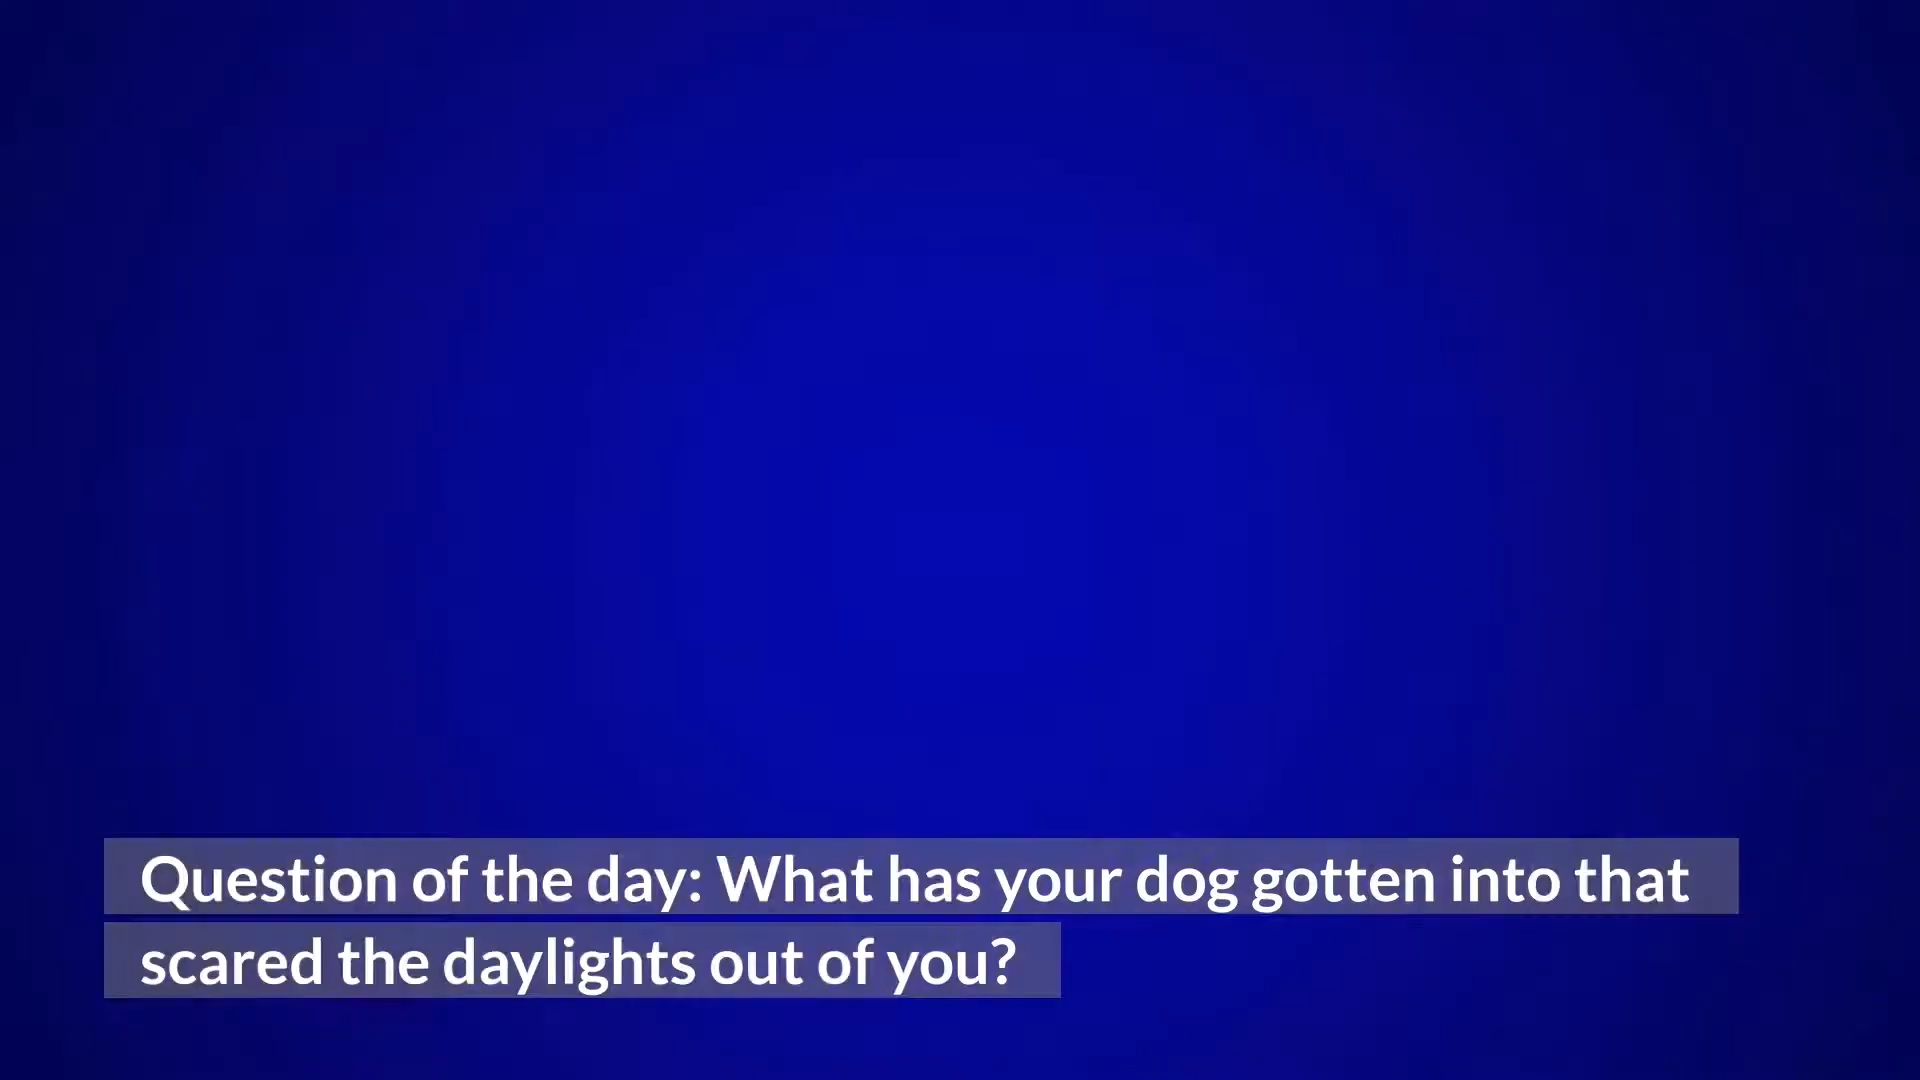 Question of the day: What has your dog gotten into that
scared the daylights out of you?